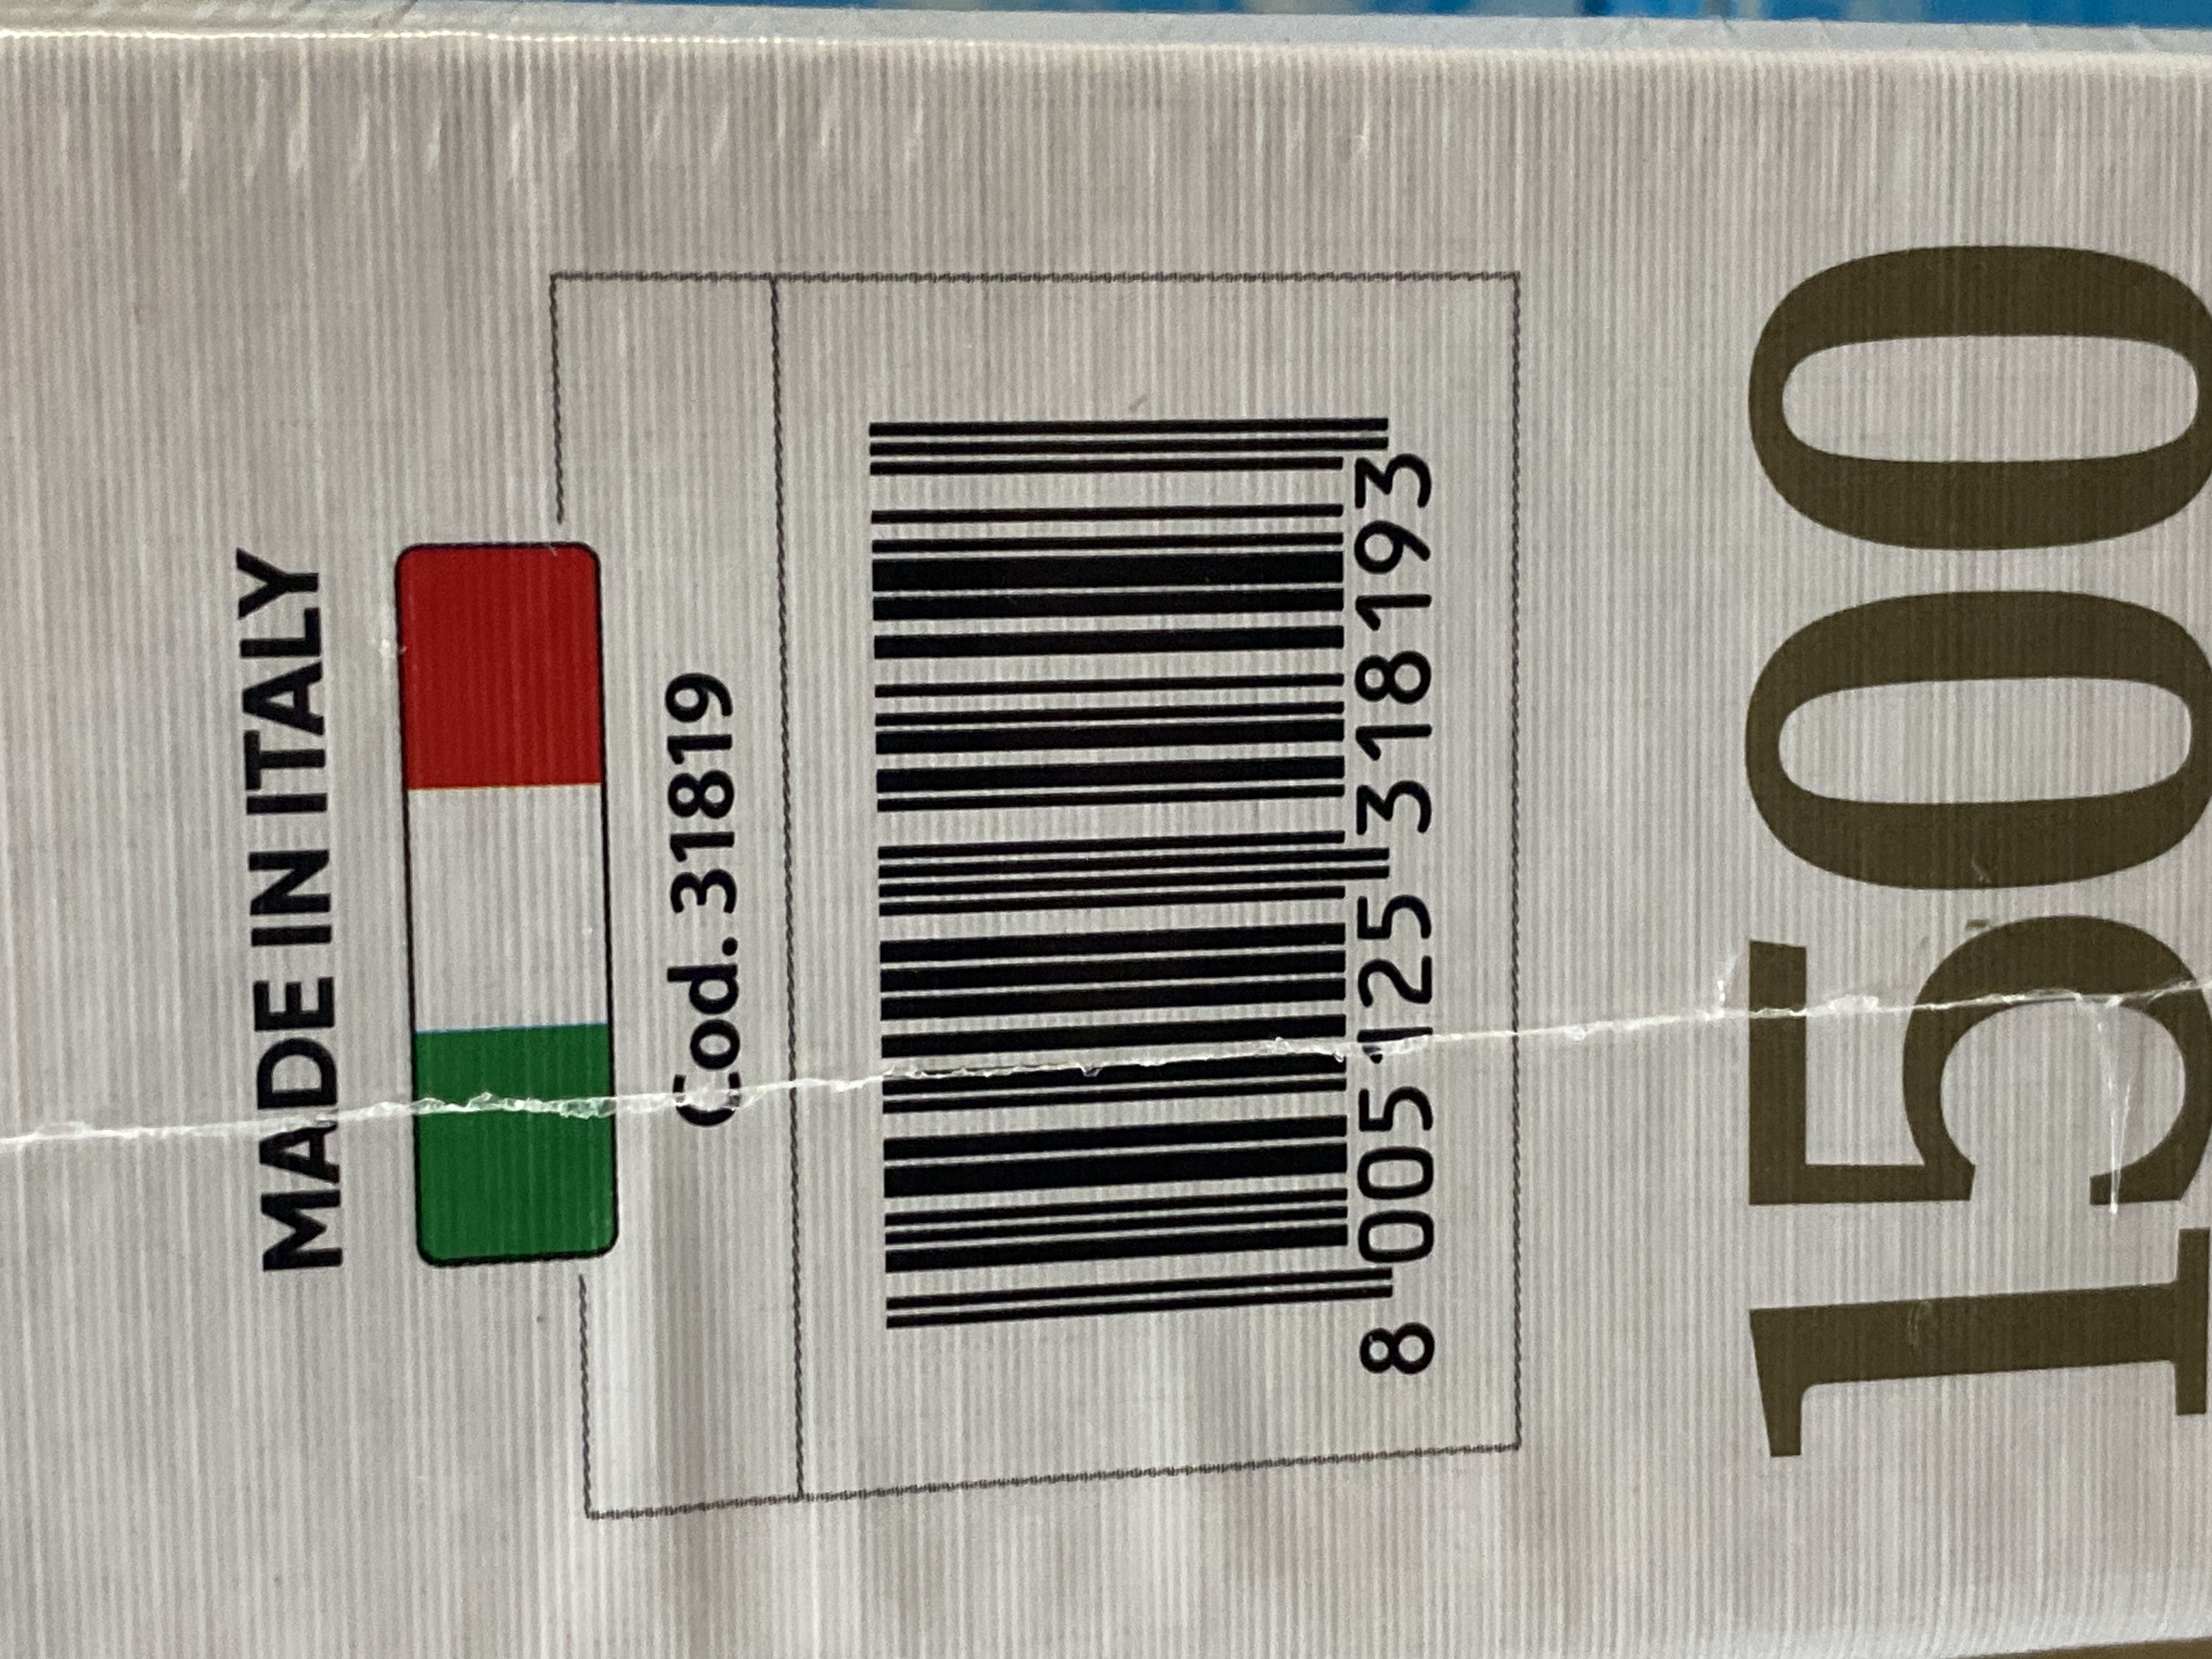 MADE IN ITALY
Cod. 31819
8 005125 318193
1500